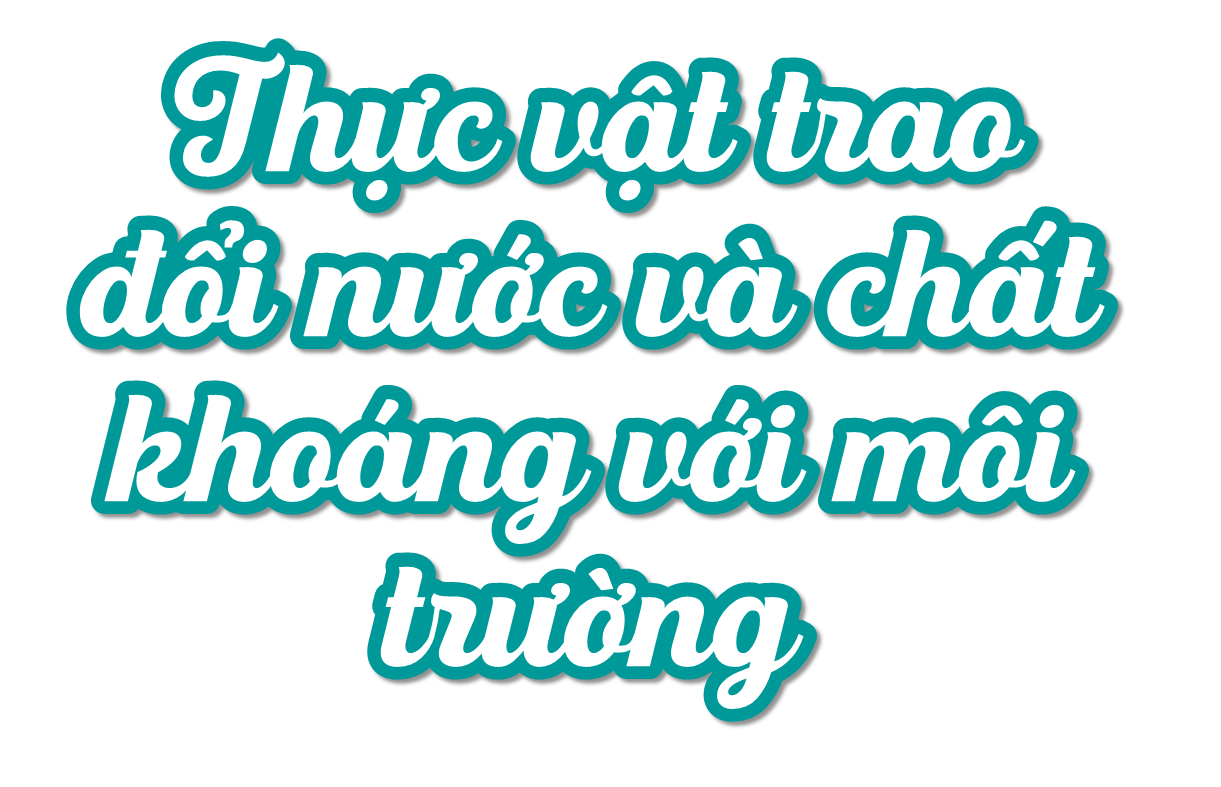 Thực vật trao
đổi nước và chất
khoáng với môi
trường